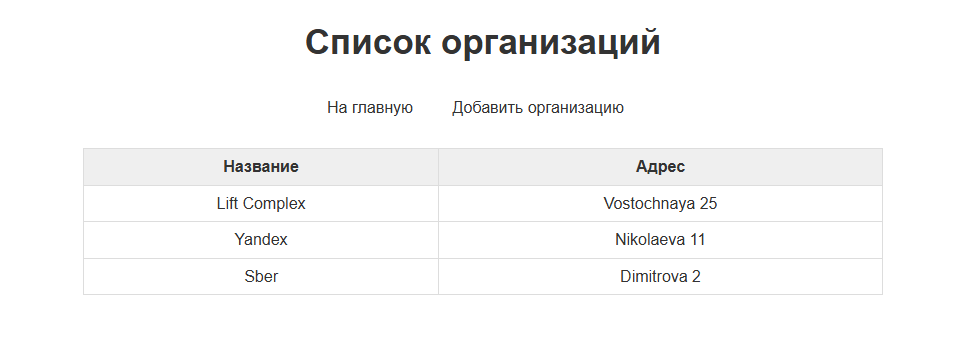 Список организаций
На главную Добавить организацию
Название Адрес
Lift Complex Vostochnaya 25
Yandex Nikolaeva 11
Sber Dimitrova 2